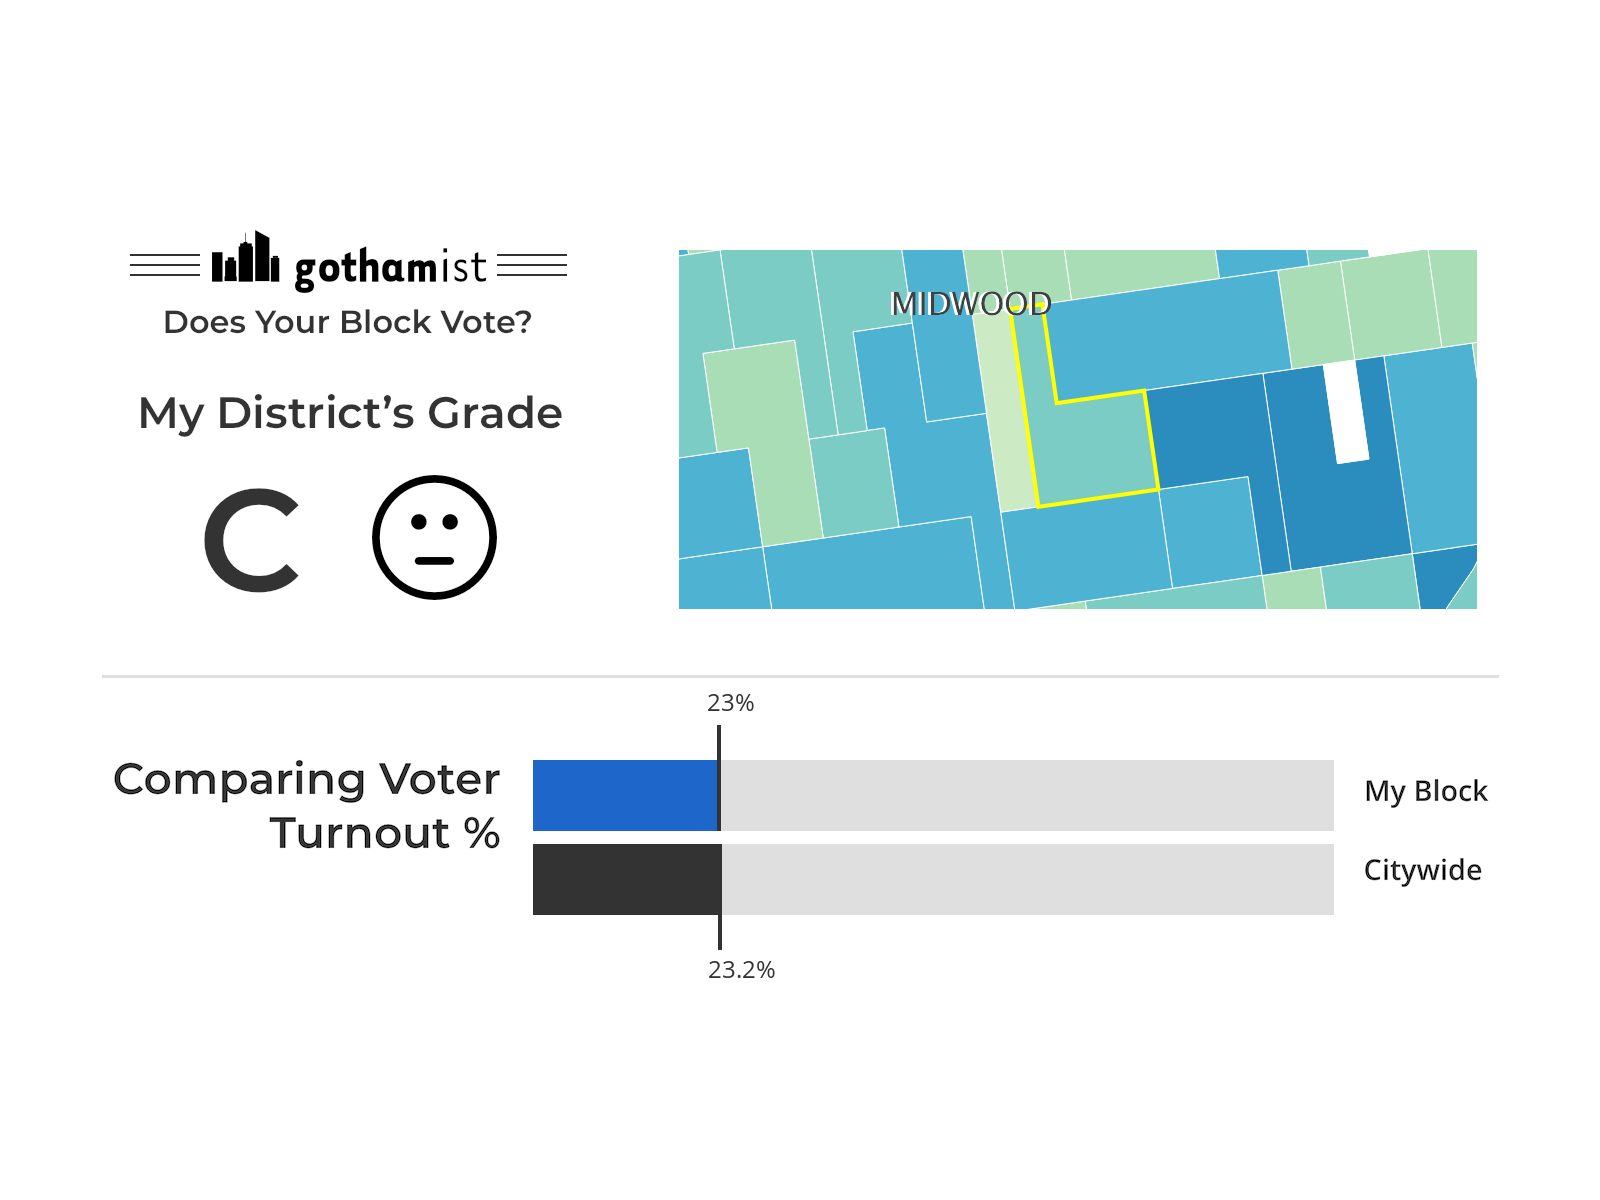 gothamist
Does Your Block Vote?
My District’s Grade
C
MIDWOOD
23%
Comparing Voter
Turnout %
My Block
Citywide
23.2%